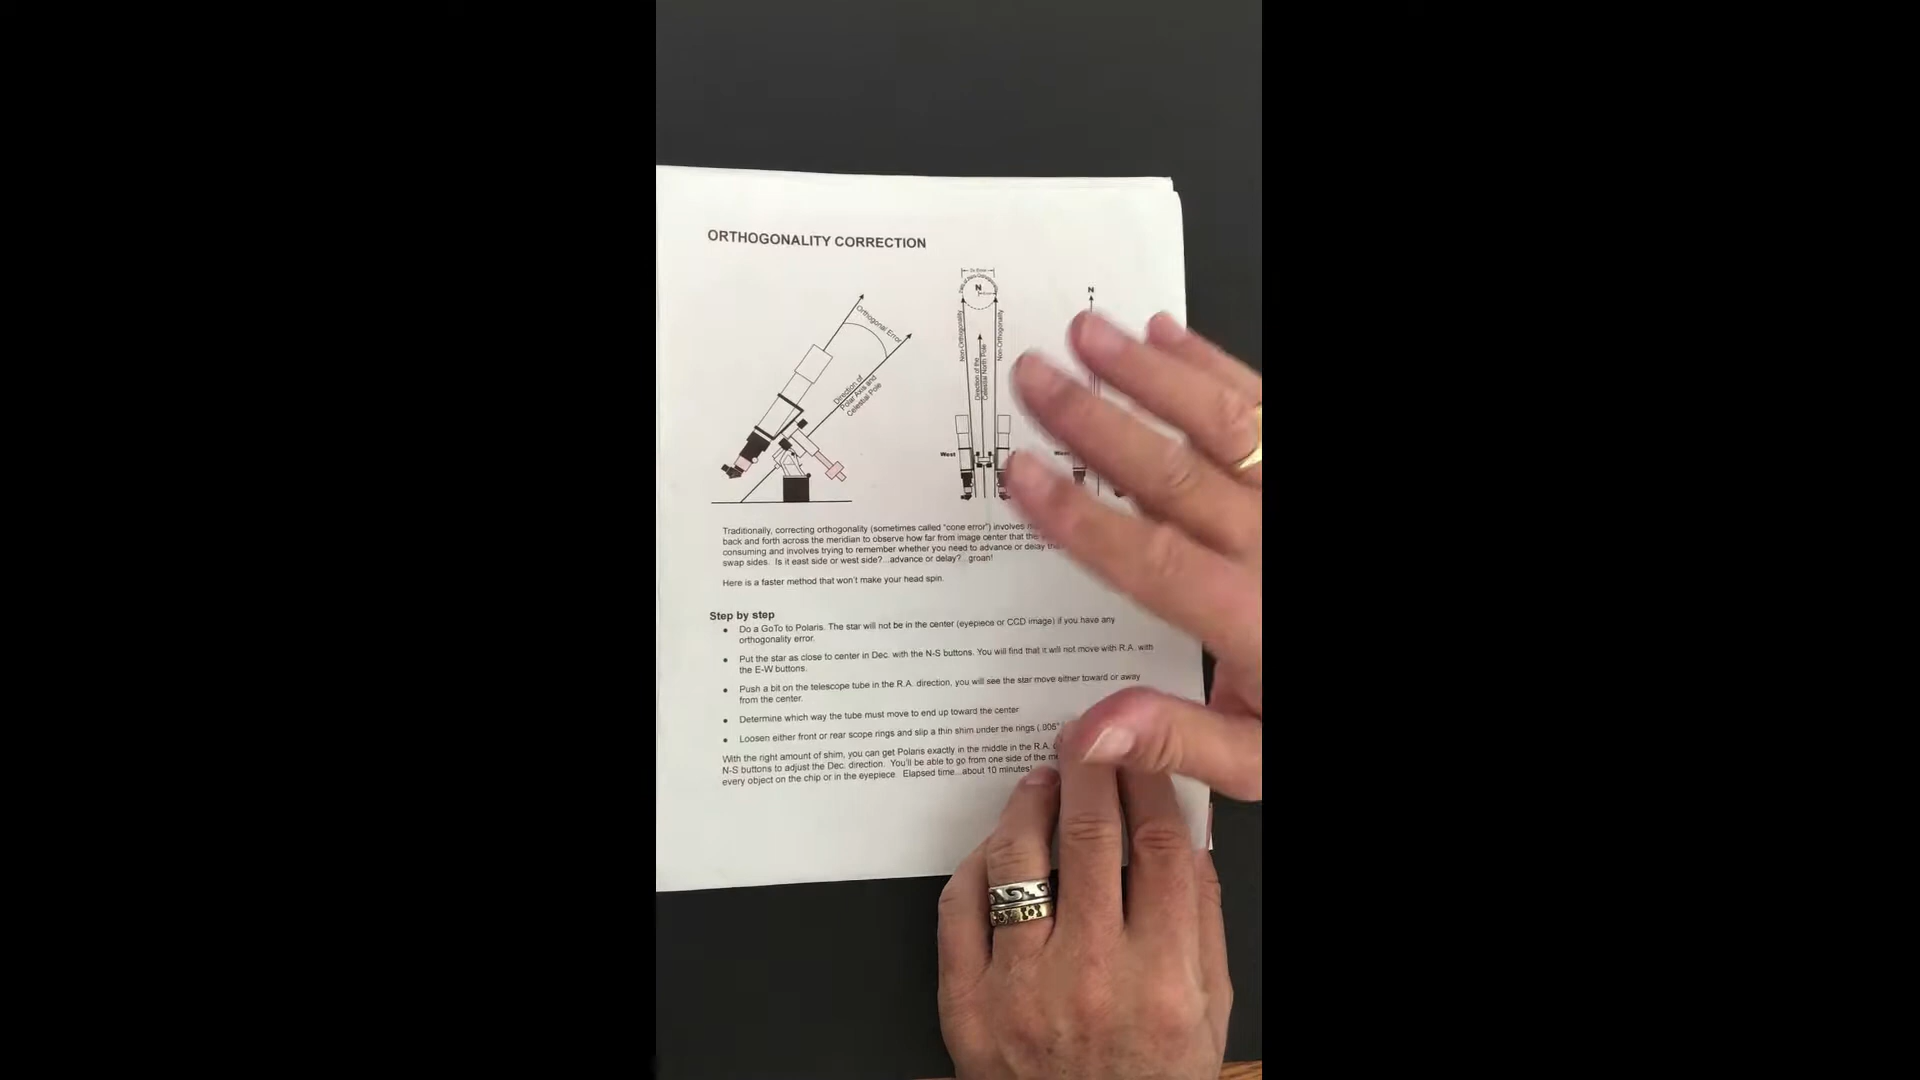 ORTHOGONALITY CORRECTION
N
N
Orthogonal Error
Direction of
Polar Axis and
Celestial Pole
Non-Orthogonality
Direction of the
Celestial North Pole
Non-Orthogonality
West
West
Traditionally, correcting orthogonality (sometimes called "cone error") involves
back and forth across the meridian to observe how far from image center that the
consuming and involves trying to remember whether you need to advance or delay
swap sides. Is it east side or west side?...advance or delay?...groan!
Here is a faster method that won't make your head spin.
Step by step
• Do a GoTo to Polaris. The star will not be in the center (eyepiece or CCD image) if you have any
orthogonality error.
• Put the star as close to center in Dec. with the N-S buttons. You will find that it will not move with R.A. with
the E-W buttons.
• Push a bit on the telescope tube in the R.A. direction, you will see the star move either toward or away
from the center.
• Determine which way the tube must move to end up toward the center
• Loosen either front or rear scope rings and slip a thin shim under the rings (.005"
With the right amount of shim, you can get Polaris exactly in the middle in the R.A.
N-S buttons to adjust the Dec. direction. You'll be able to go from one side of the
every object on the chip or in the eyepiece. Elapsed time...about 10 minutes!